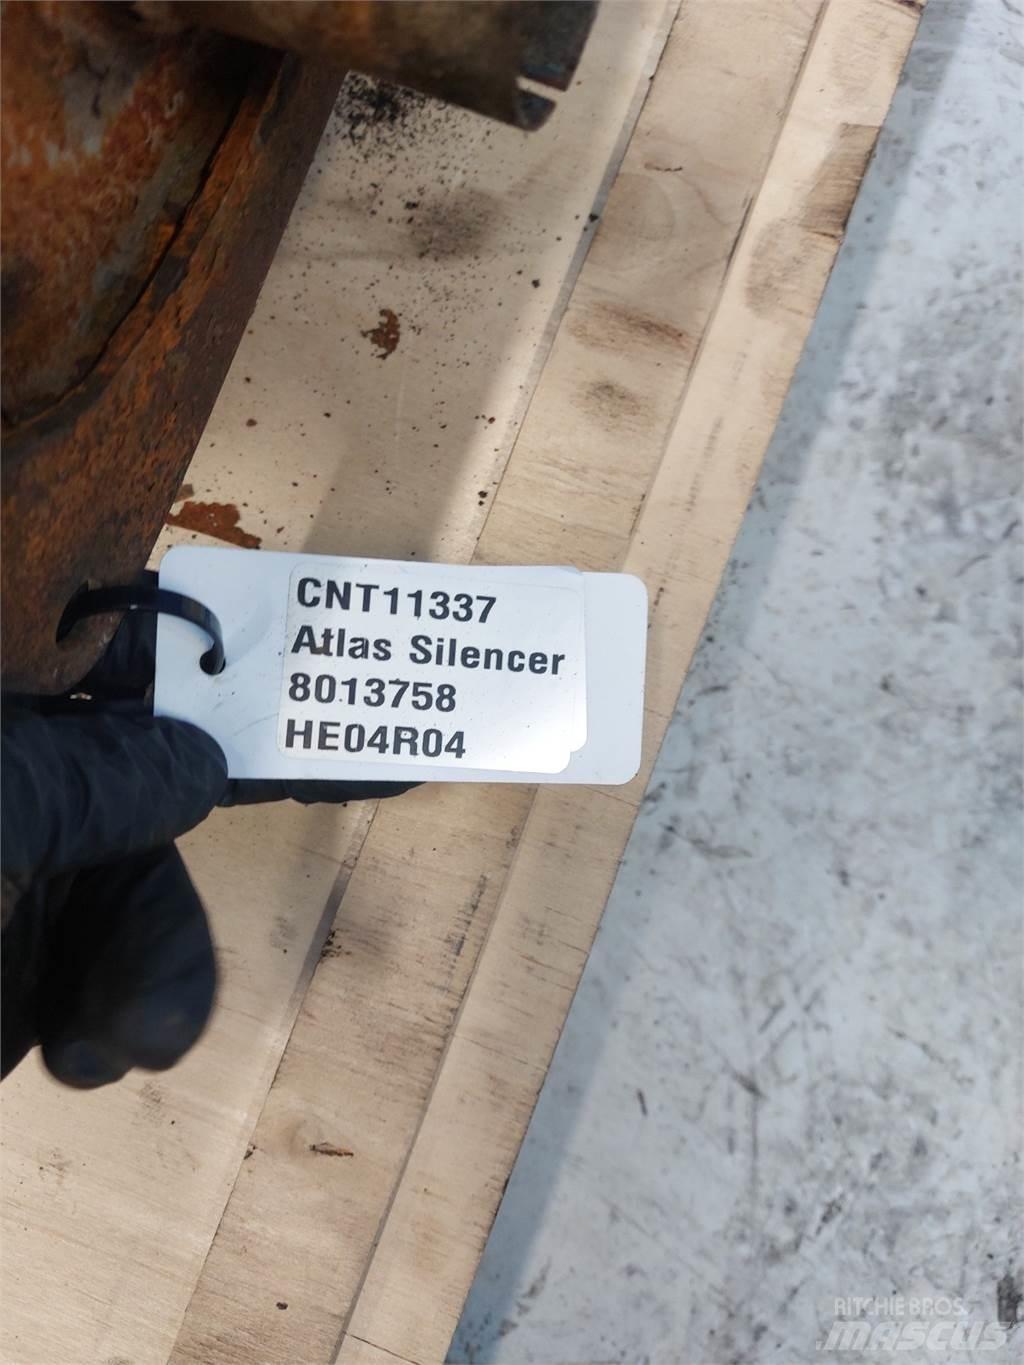 CNT11337
Atlas Silencer
8013758
HE04R04
RITCHIE BROS.
MASCUS